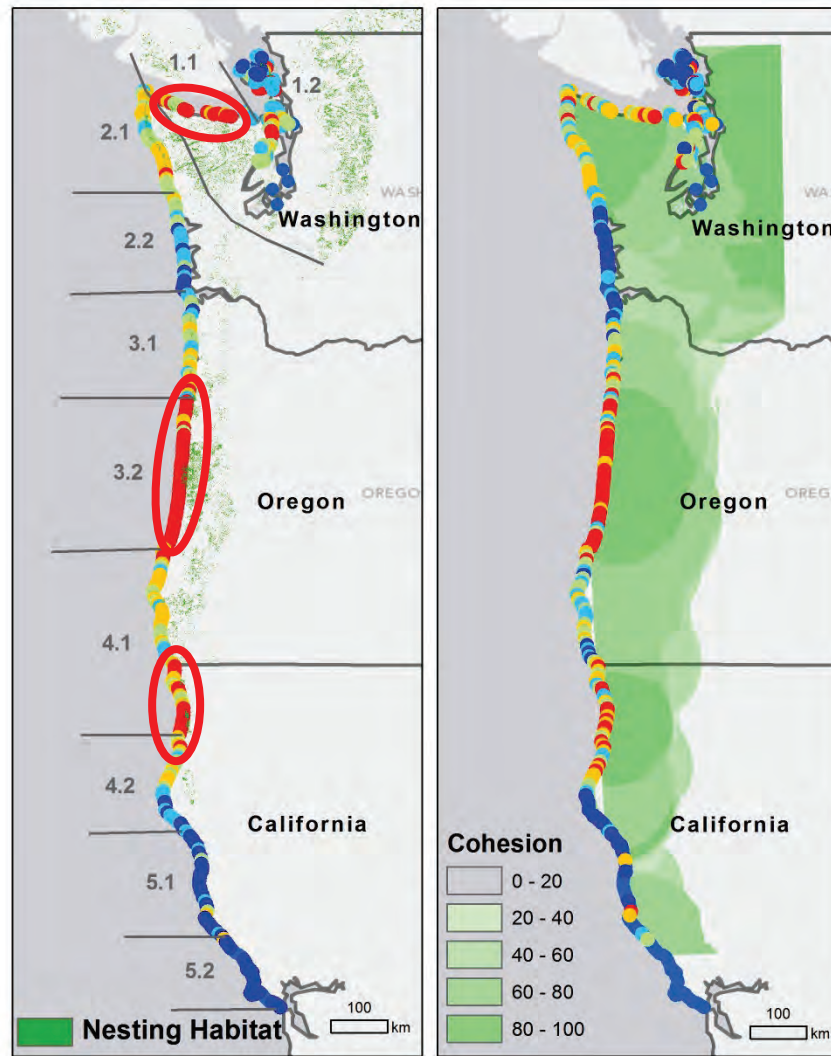 1.1
1.2
2.1
WASH
Washington
2.2
3.1
3.2
Oregon
OREGO
4.1
4.2
California
5.1
5.2
Nesting Habitat
100
km
WA
Washington
Oregon
OREG
California
Cohesion
0 - 20
20 - 40
40 - 60
60 - 80
80 - 100
100
km